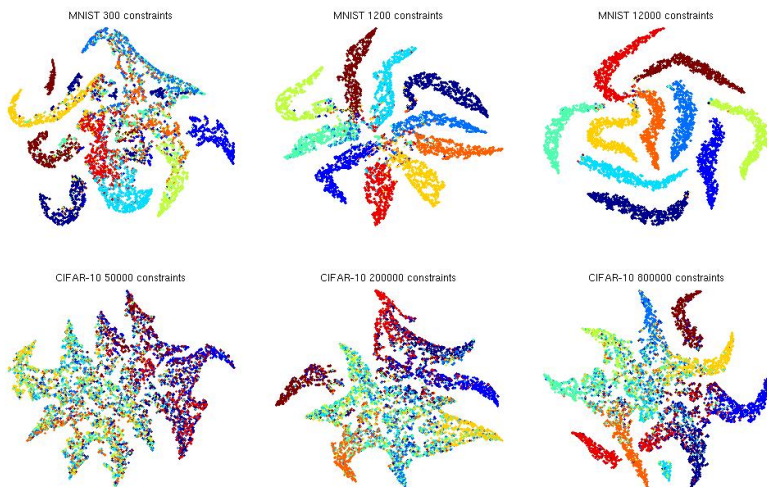 MNIST 300 constraints
MNIST 1200 constraints
MNIST 12000 constraints
CIFAR-10 50000 constraints
CIFAR-10 200000 constraints
CIFAR-10 800000 constraints